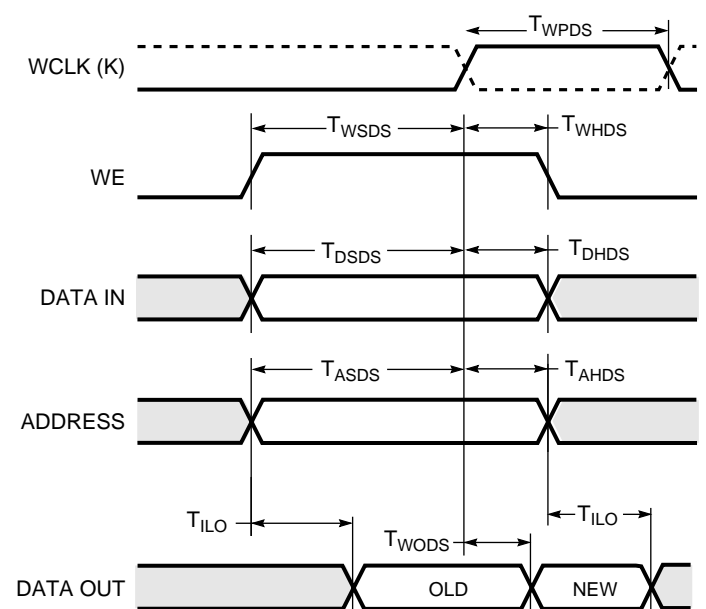 T_WPDS
WCLK (K)
T_WSDS
T_WHDS
WE
T_DSDS
T_DHDS
DATA IN
T_ASDS
T_AHDS
ADDRESS
T_ILO
T_WODS
T_ILO
DATA OUT
OLD
NEW